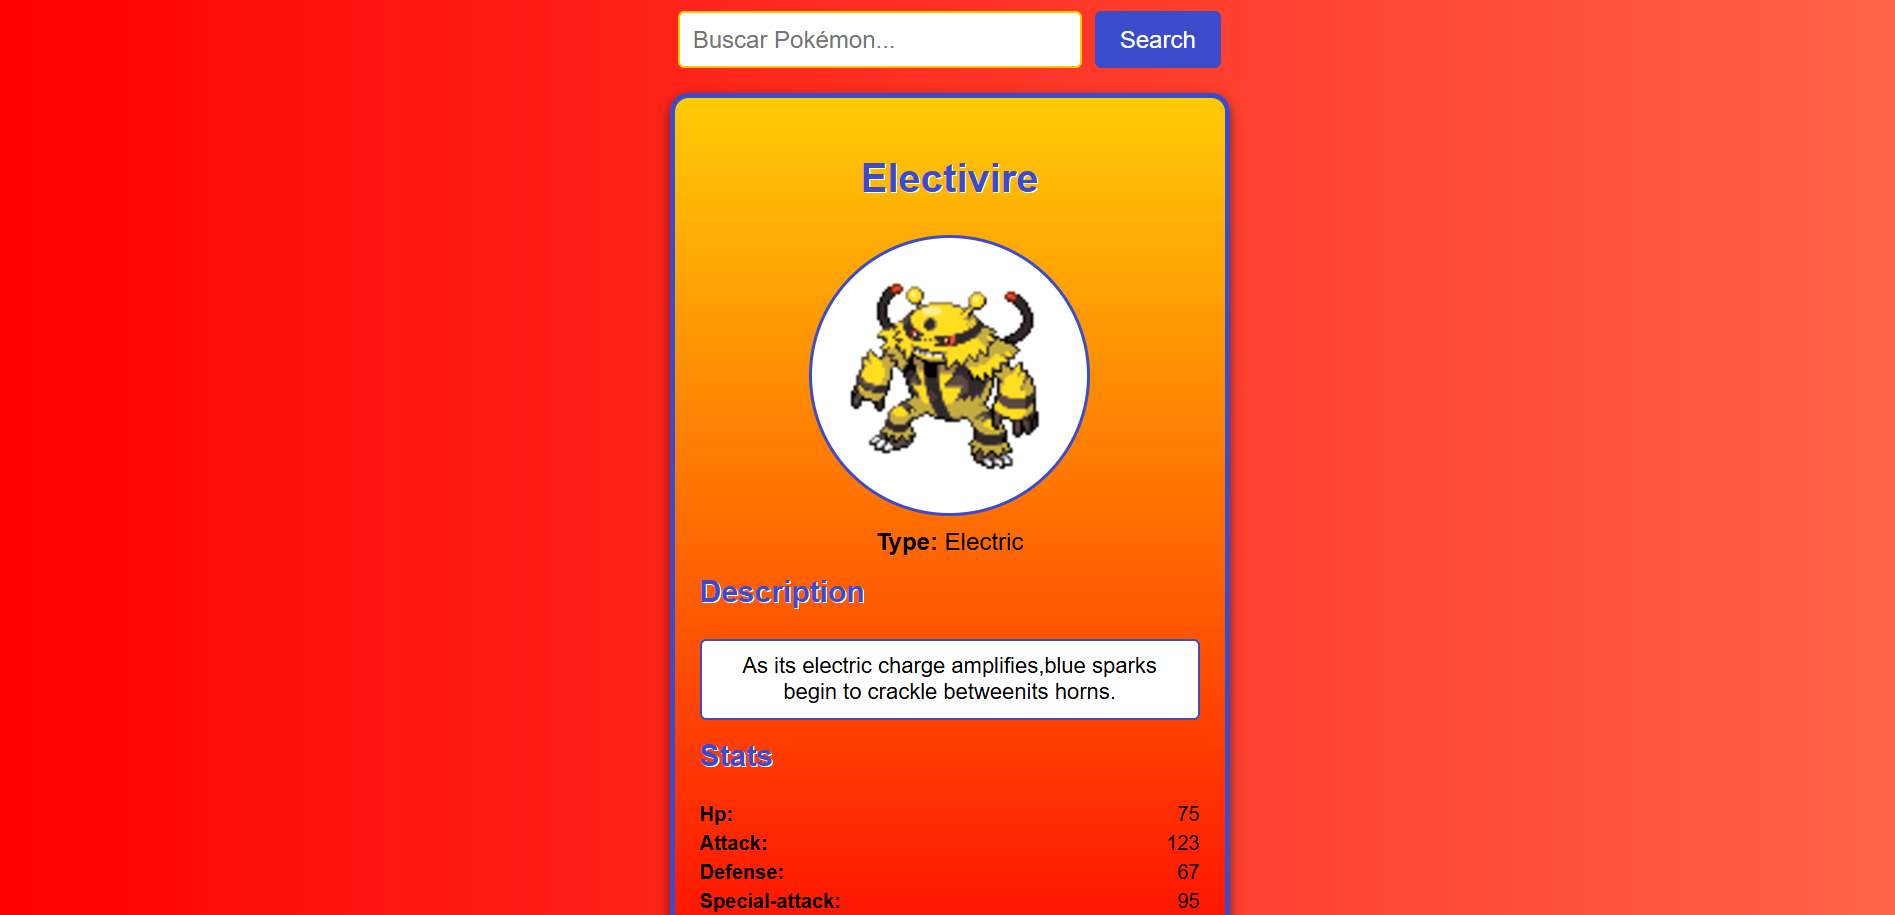 Buscar Pokémon...
Search
Electivire
Type: Electric
Description
As its electric charge amplifies,blue sparks
begin to crackle betweenits horns.
Stats
Hp: 75
Attack: 123
Defense: 67
Special-attack: 95